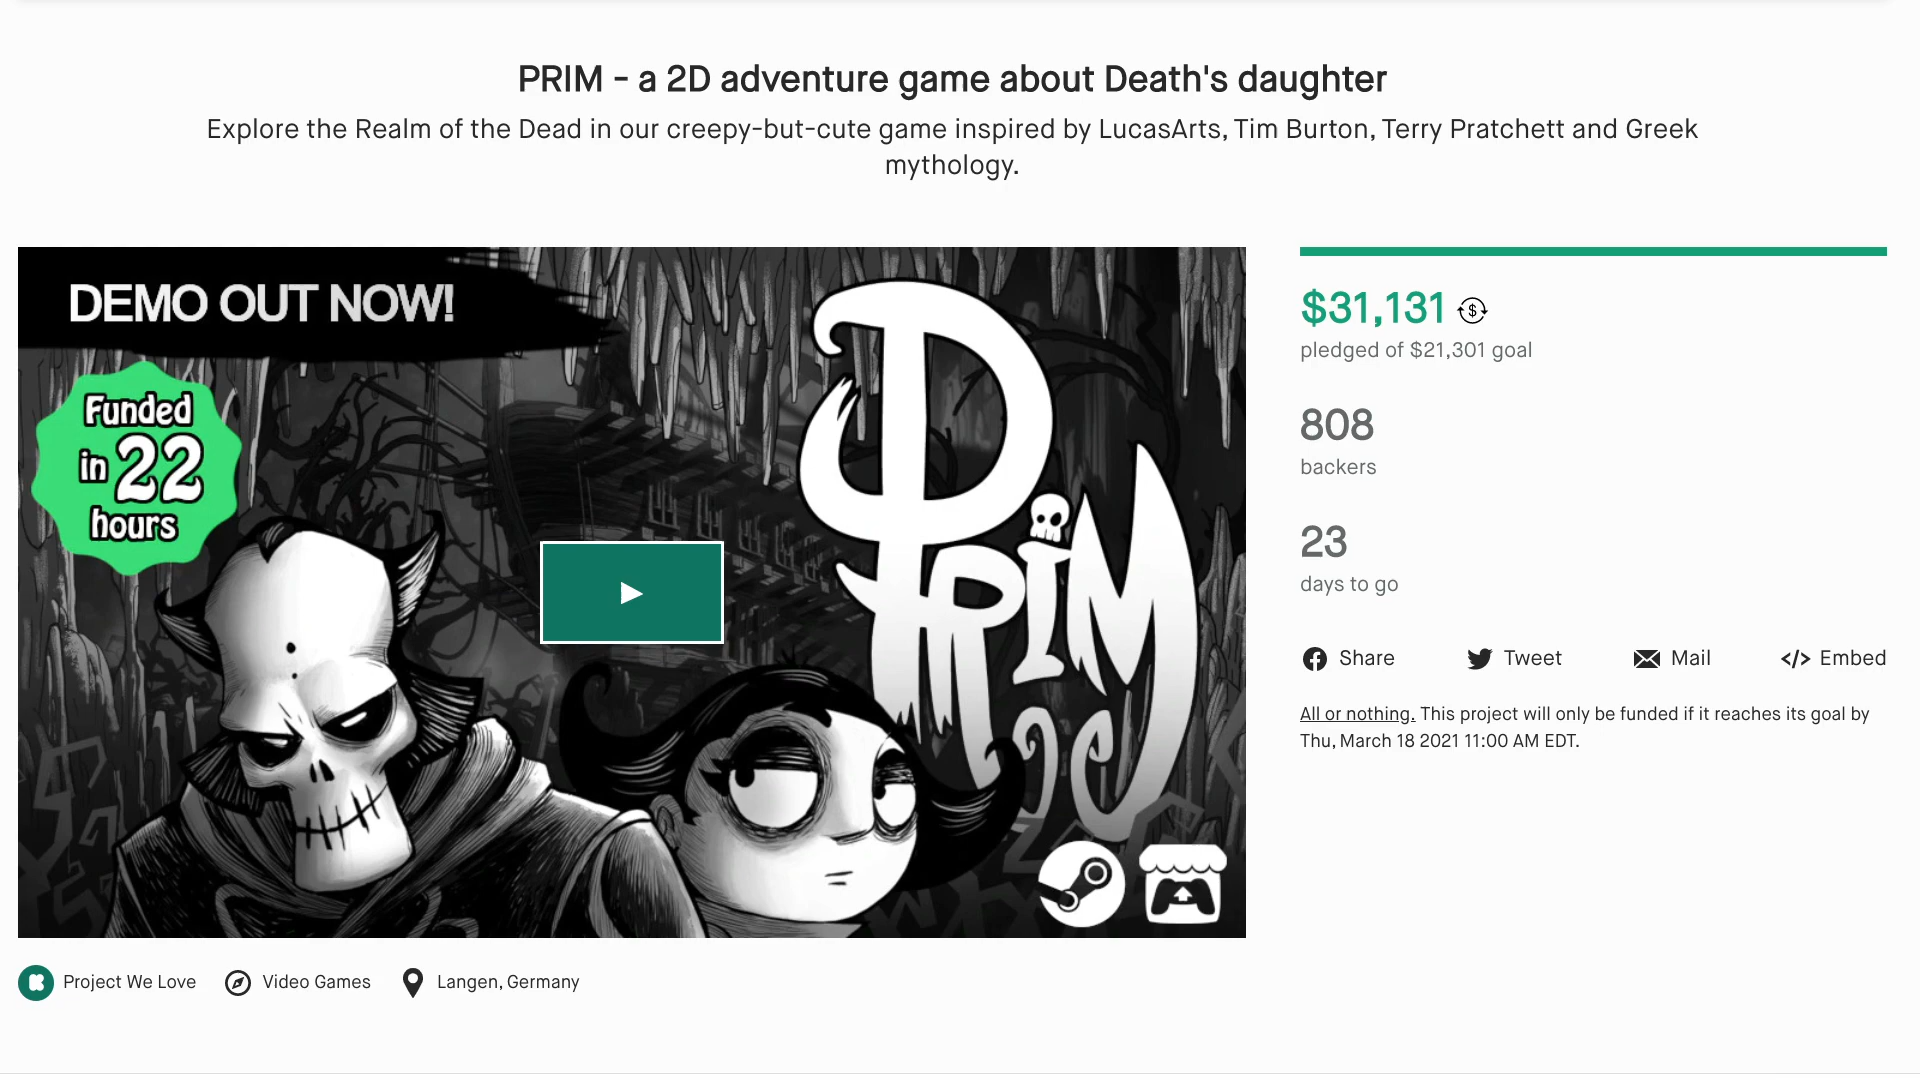 PRIM - a 2D adventure game about Death's daughter
Explore the Realm of the Dead in our creepy-but-cute game inspired by LucasArts, Tim Burton, Terry Pratchett and Greek
mythology.
DEMO OUT NOW!
Funded
in 22
hours
PRIM
$31,131
pledged of $21,301 goal
808
backers
23
days to go
Share
Tweet
Mail
</> Embed
All or nothing. This project will only be funded if it reaches its goal by
Thu, March 18 2021 11:00 AM EDT.
Project We Love
Video Games
Langen, Germany